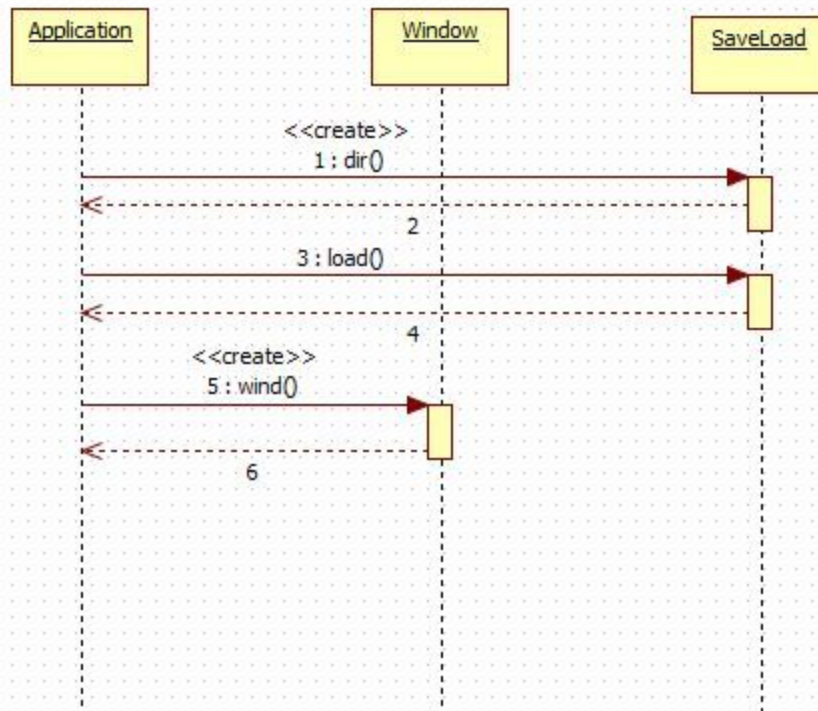 Application
Window
SaveLoad
<<create>>
1 : dir()
2
3 : load()
4
<<create>>
5 : wind()
6